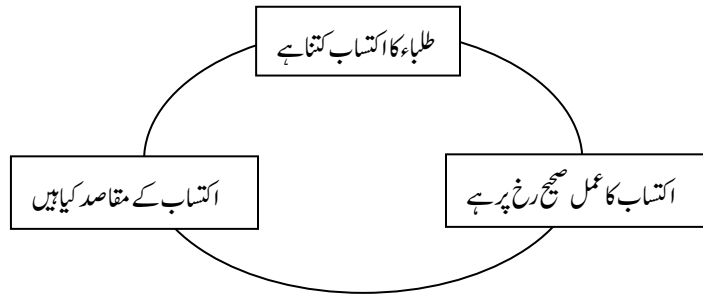 طلباء کا اکتساب کتنا ہے
اکتساب کا عمل صحیح رخ پر ہے
اکتساب کے مقاصد کیا ہیں